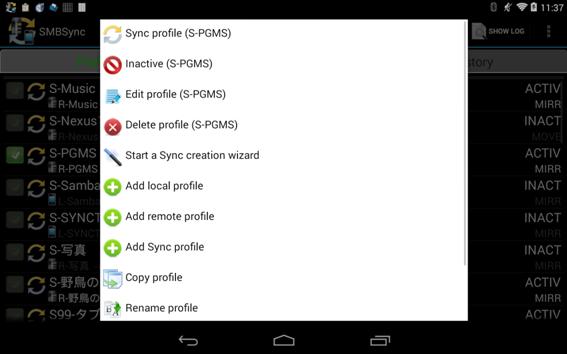 11:37
SMBSync
SHOW LOG
story
S-Music
R-Music
ACTIV
MIRR
S-Nexus
R-Nexus
INACT
MOVE
S-PGMS
R-PGMS
ACTIV
MIRR
S-Samba
L-Samba
INACT
MIRR
S-SYNCT
L-SYNCT
INACT
MIRR
S-写真
R-写真
INACT
MIRR
S-野鳥の
R-野鳥の
ACTIV
MIRR
S99-タブ
INACT
Sync profile (S-PGMS)
Inactive (S-PGMS)
Edit profile (S-PGMS)
Delete profile (S-PGMS)
Start a Sync creation wizard
Add local profile
Add remote profile
Add Sync profile
Copy profile
Rename profile